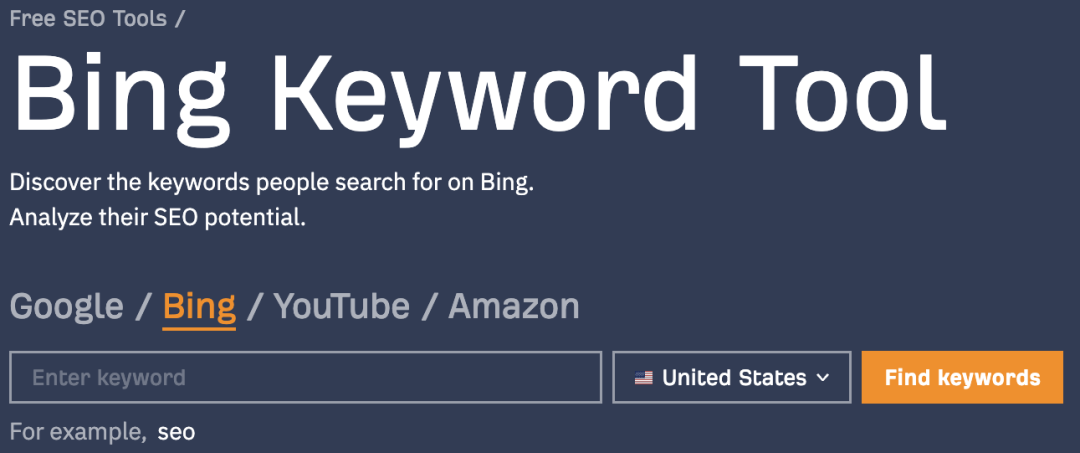 Free SEO Tools /
Bing Keyword Tool
Discover the keywords people search for on Bing.
Analyze their SEO potential.
Google / Bing / YouTube / Amazon
Enter keyword United States Find keywords
For example, seo